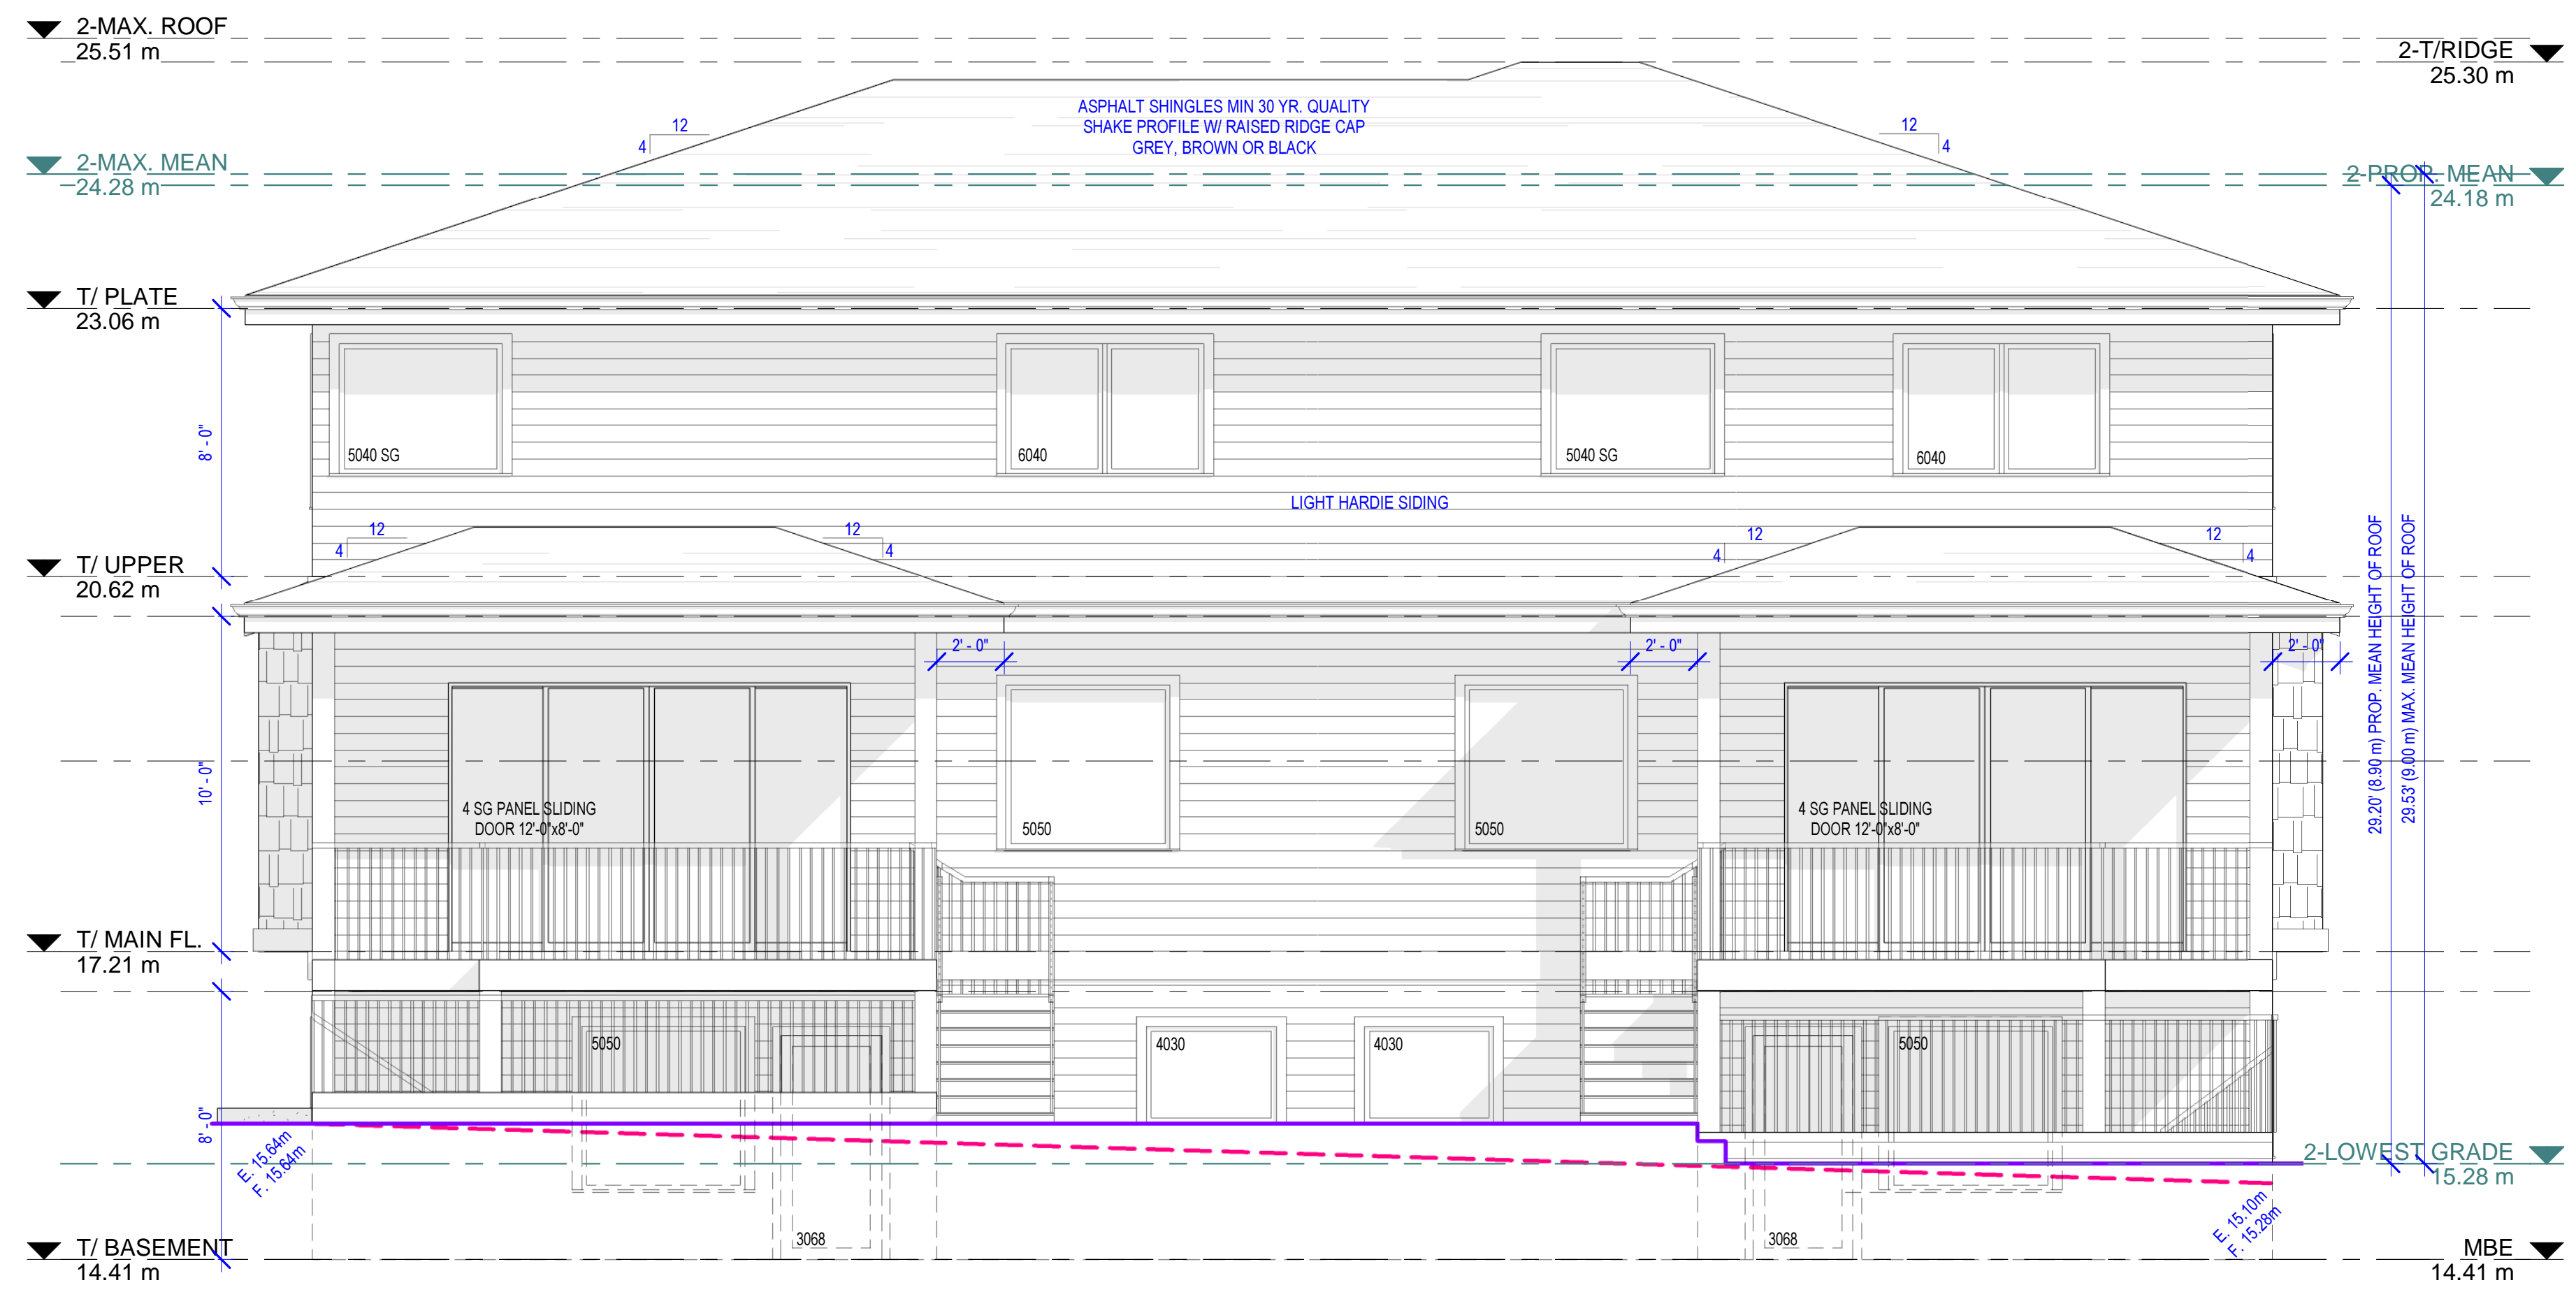 2-MAX. ROOF
25.51 m
2-T/RIDGE
25.30 m
ASPHALT SHINGLES MIN 30 YR. QUALITY
SHAKE PROFILE W/ RAISED RIDGE CAP
GREY, BROWN OR BLACK
12
4
12
4
2-MAX. MEAN
24.28 m
2-PROP. MEAN
24.18 m
T/ PLATE
23.06 m
8' - 0"
5040 SG
6040
5040 SG
6040
LIGHT HARDIE SIDING
12
4
12
4
12
4
12
4
T/ UPPER
20.62 m
29.20' (8.90 m) PROP. MEAN HEIGHT OF ROOF
29.53' (9.00 m) MAX. MEAN HEIGHT OF ROOF
2' - 0"
2' - 0"
2' - 0"
10' - 0"
4 SG PANEL SLIDING
DOOR 12'-0"x8'-0"
5050
5050
4 SG PANEL SLIDING
DOOR 12'-0"x8'-0"
T/ MAIN FL.
17.21 m
5050
4030
4030
5050
8' - 0"
E. 15.64m
F. 15.64m
2-LOWEST GRADE
15.28 m
E. 15.10m
F. 15.28m
3068
3068
T/ BASEMENT
14.41 m
MBE
14.41 m